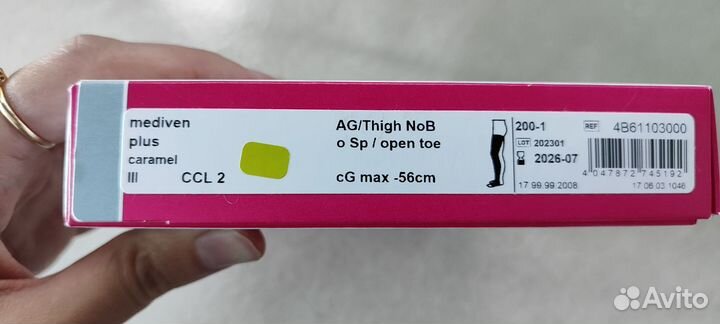 mediven
plus
caramel
III CCL 2
AG/Thigh NoB
o Sp / open toe
cG max -56cm
200-1
LOT 202301
2026-07
17.99.99.2008
REF 4B61103000
4 047872 745192
17 06 03 1046
Avito